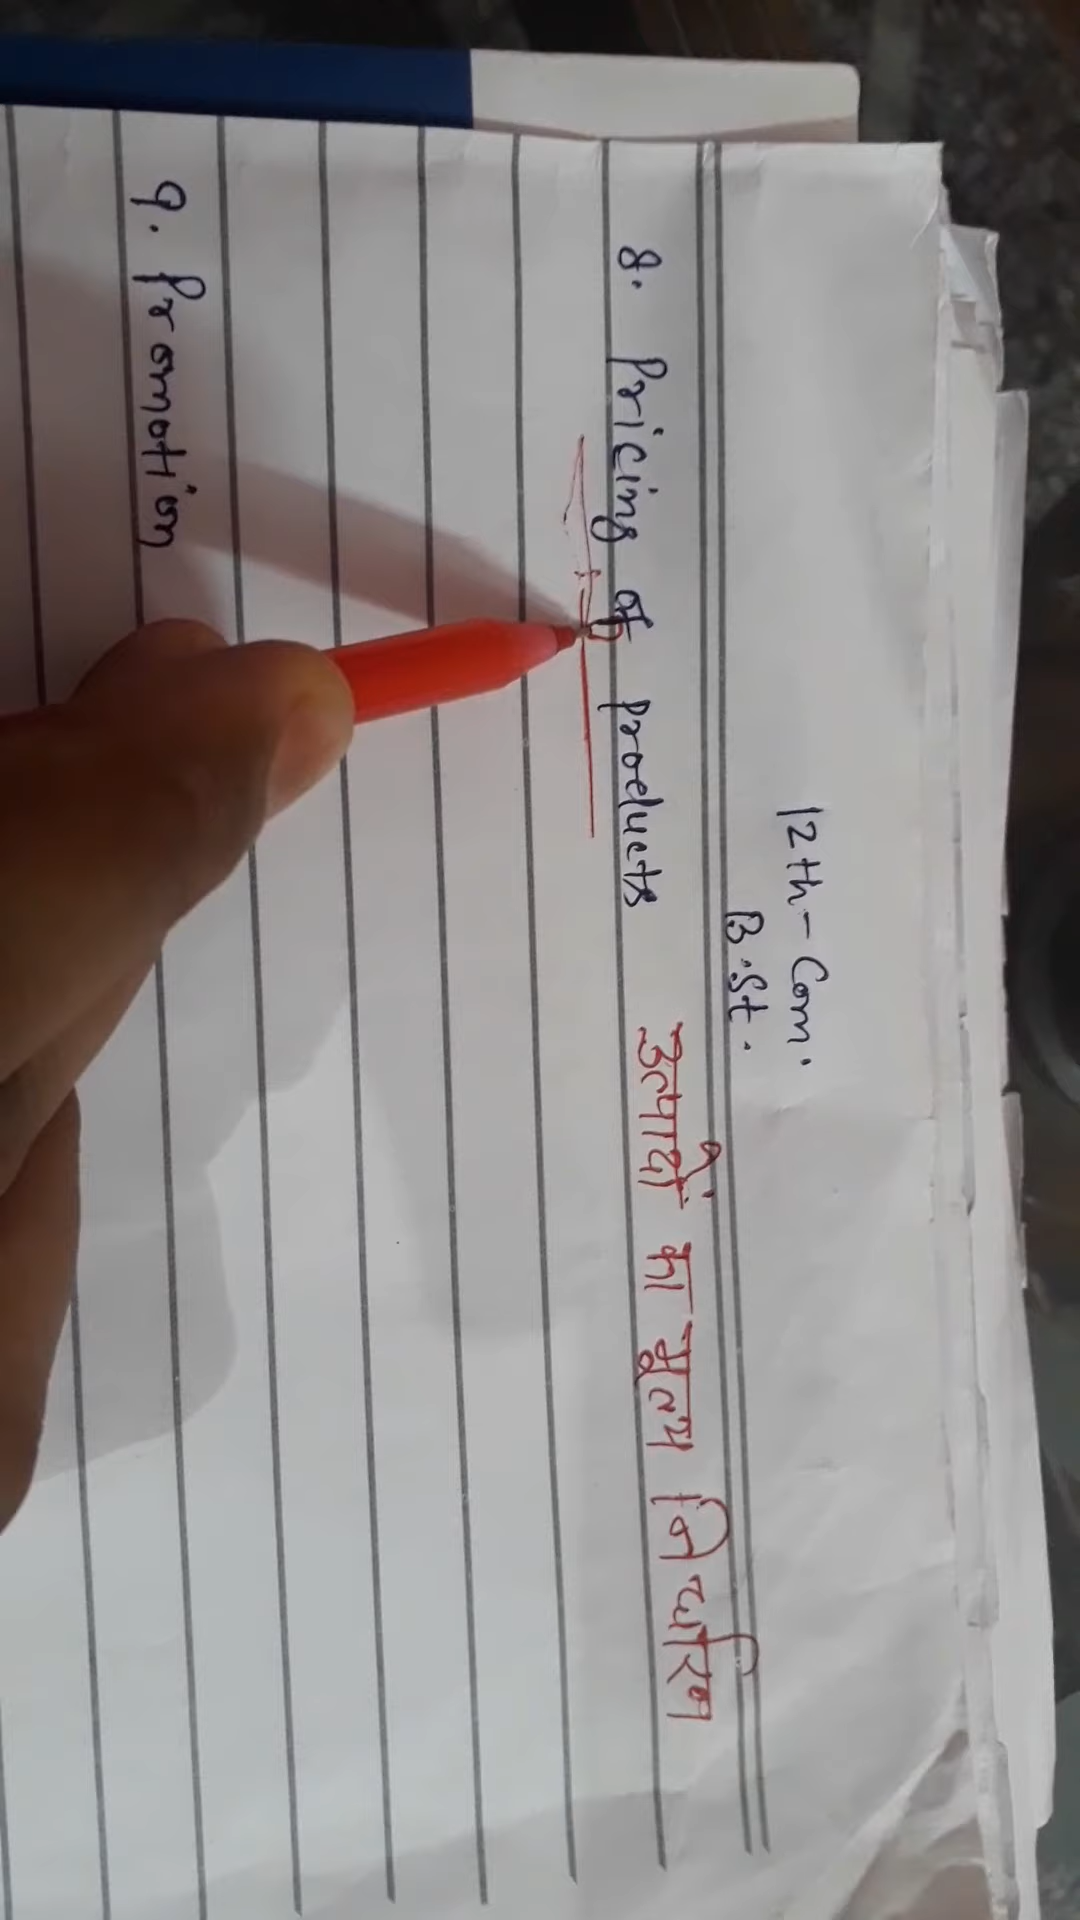 12th - Com.
B.St.
8. Pricing of products उत्पादों का मूल्य निर्धारण
9. Promotion